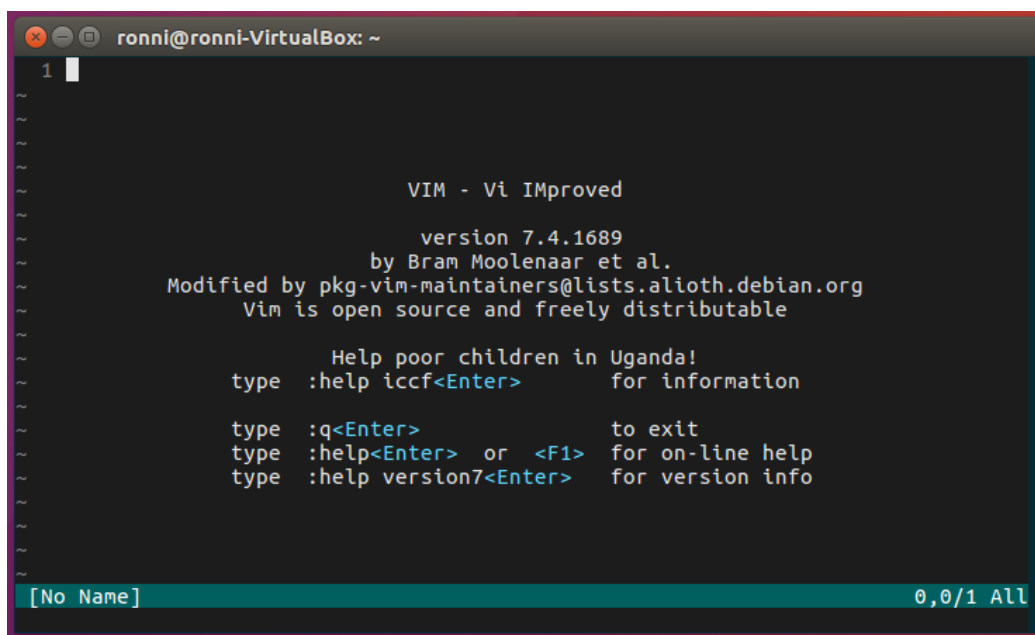 ronni@ronni-VirtualBox: ~
1
~
~
~
~
~ VIM - Vi IMproved
~
~ version 7.4.1689
~ by Bram Moolenaar et al.
~ Modified by pkg-vim-maintainers@lists.alioth.debian.org
~ Vim is open source and freely distributable
~
~ Help poor children in Uganda!
~ type :help iccf<Enter> for information
~
~ type :q<Enter> to exit
~ type :help<Enter> or <F1> for on-line help
~ type :help version7<Enter> for version info
~
~
~
~
[No Name] 0,0/1 All